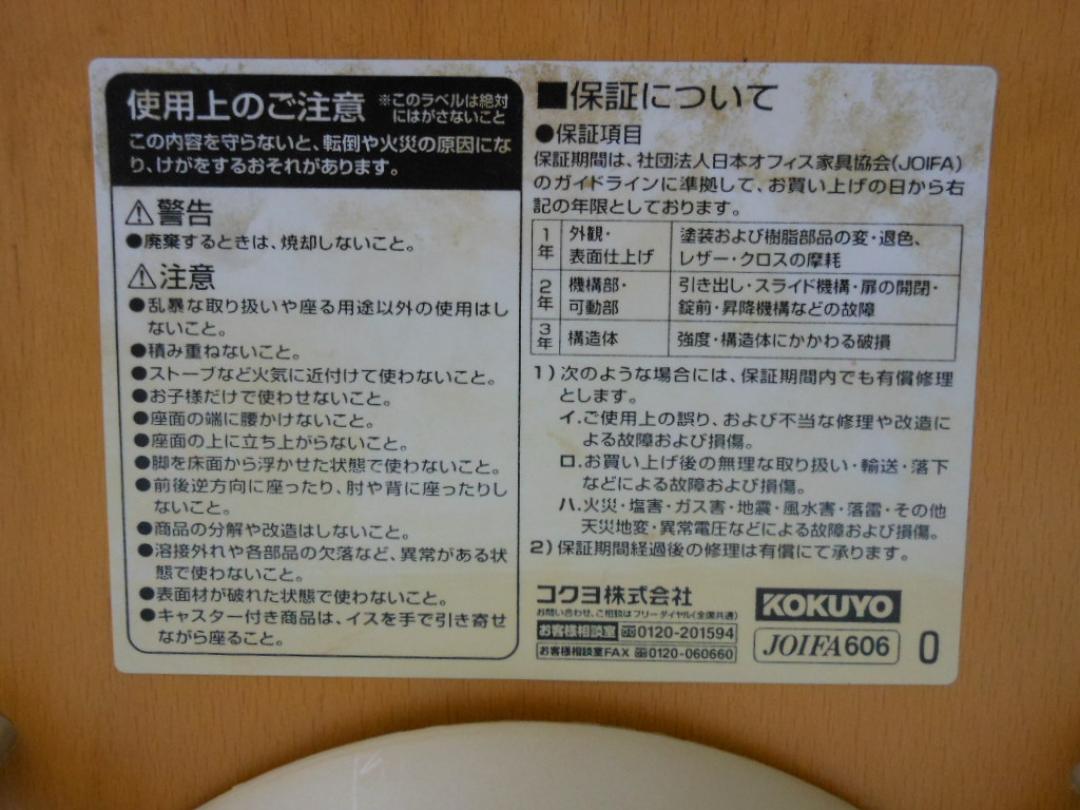 使用上のご注意 ※このラベルは絶対
にはがさないこと
この内容を守らないと、転倒や火災の原因にな
り、けがをするおそれがあります。
⚠警告
●廃棄するときは、焼却しないこと。
⚠注意
●乱暴な取り扱いや座る用途以外の使用はし
ないこと。
●積み重ねないこと。
●ストーブなど火気に近付けて使わないこと。
●お子様だけで使わせないこと。
●座面の端に腰かけないこと。
●座面の上に立ち上がらないこと。
●脚を床面から浮かせた状態で使わないこと。
●前後逆方向に座ったり、肘や背に座ったりし
ないこと。
●商品の分解や改造はしないこと。
●溶接外れや各部品の欠落など、異常がある状
態で使わないこと。
●表面材が破れた状態で使わないこと。
●キャスター付き商品は、イスを手で引き寄せ
ながら座ること。
■保証について
●保証項目
保証期間は、社団法人日本オフィス家具協会(JOIFA)
のガイドラインに準拠して、お買い上げの日から右
記の年限としております。
1年 外観・表面仕上げ 塗装および樹脂部品の変・退色、
レザー・クロスの摩耗
2年 機構部・可動部 引き出し・スライド機構・扉の開閉・
錠前・昇降機構などの故障
3年 構造体 強度・構造体にかかわる破損
1)次のような場合には、保証期間内でも有償修理
とします。
イ.ご使用上の誤り、および不当な修理や改造に
よる故障および損傷。
ロ.お買い上げ後の無理な取り扱い・輸送・落下
などによる故障および損傷。
ハ.火災・塩害・ガス害・地震・風水害・落雷・その他
天災地変・異常電圧などによる故障および損傷。
2)保証期間経過後の修理は有償にて承ります。
コクヨ株式会社
お問い合わせ、ご相談はフリーダイヤル(全国共通)
お客様相談室 0120-201594
お客様相談室FAX 0120-060660
KOKUYO
JOIFA606
0